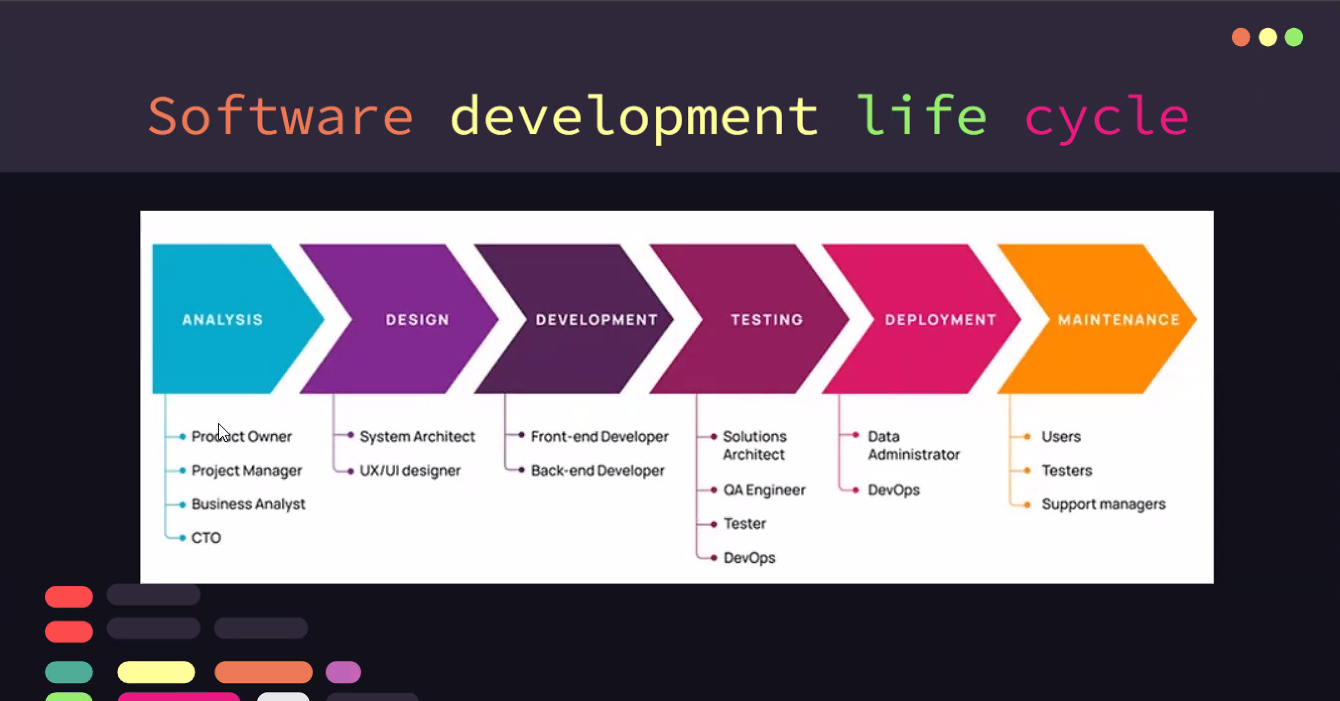 Software development life cycle
ANALYSIS
DESIGN
DEVELOPMENT
TESTING
DEPLOYMENT
MAINTENANCE
Product Owner
Project Manager
Business Analyst
CTO
System Architect
UX/UI designer
Front-end Developer
Back-end Developer
Solutions
Architect
QA Engineer
Tester
DevOps
Data
Administrator
DevOps
Users
Testers
Support managers